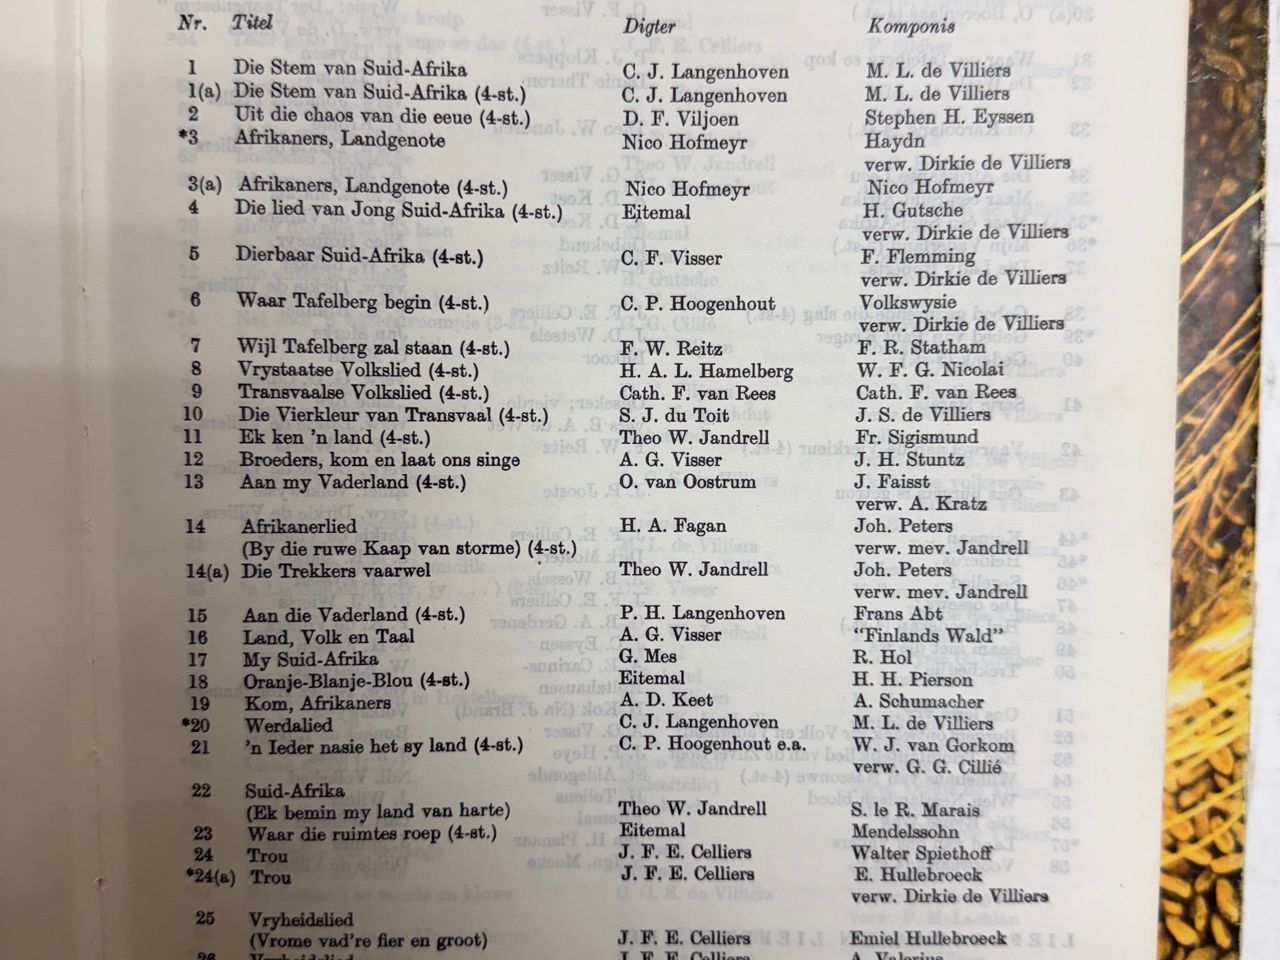 Nr. Titel Digter Komponis
1 Die Stem van Suid-Afrika C. J. Langenhoven M. L. de Villiers
1(a) Die Stem van Suid-Afrika (4-st.) C. J. Langenhoven M. L. de Villiers
2 Uit die chaos van die eeue (4-st.) D. F. Viljoen Stephen H. Eyssen
*3 Afrikaners, Landgenote Nico Hofmeyr Haydn
verw. Dirkie de Villiers
3(a) Afrikaners, Landgenote (4-st.) Nico Hofmeyr Nico Hofmeyr
4 Die lied van Jong Suid-Afrika (4-st.) Eitemal H. Gutsche
verw. Dirkie de Villiers
5 Dierbaar Suid-Afrika (4-st.) C. F. Visser F. Flemming
verw. Dirkie de Villiers
6 Waar Tafelberg begin (4-st.) C. P. Hoogenhout Volkswysie
verw. Dirkie de Villiers
7 Wijl Tafelberg zal staan (4-st.) F. W. Reitz F. R. Statham
8 Vrystaatse Volkslied (4-st.) H. A. L. Hamelberg W. F. G. Nicolai
9 Transvaalse Volkslied (4-st.) Cath. F. van Rees Cath. F. van Rees
10 Die Vierkleur van Transvaal (4-st.) S. J. du Toit J. S. de Villiers
11 Ek ken 'n land (4-st.) Theo W. Jandrell Fr. Sigismund
12 Broeders, kom en laat ons singe A. G. Visser J. H. Stuntz
13 Aan my Vaderland (4-st.) O. van Oostrum J. Faisst
verw. A. Kratz
14 Afrikanerlied H. A. Fagan Joh. Peters
(By die ruwe Kaap van storme) (4-st.) verw. mev. Jandrell
14(a) Die Trekkers vaarwel Theo W. Jandrell Joh. Peters
verw. mev. Jandrell
15 Aan die Vaderland (4-st.) P. H. Langenhoven Frans Abt
16 Land, Volk en Taal A. G. Visser "Finlands Wald"
17 My Suid-Afrika G. Mes R. Hol
18 Oranje-Blanje-Blou (4-st.) Eitemal H. H. Pierson
19 Kom, Afrikaners A. D. Keet A. Schumacher
*20 Werdalied C. J. Langenhoven M. L. de Villiers
21 'n Ieder nasie het sy land (4-st.) C. P. Hoogenhout e.a. W. J. van Gorkom
verw. G. G. Cillié
22 Suid-Afrika
(Ek bemin my land van harte) Theo W. Jandrell S. le R. Marais
23 Waar die ruimtes roep (4-st.) Eitemal Mendelssohn
24 Trou J. F. E. Celliers Walter Spiethoff
*24(a) Trou J. F. E. Celliers E. Hullebroeck
verw. Dirkie de Villiers
25 Vryheidslied
(Vrome vad're fier en groot) J. F. E. Celliers Emiel Hullebroeck
26 Vryheidslied J. F. E. Celliers A. Valerius